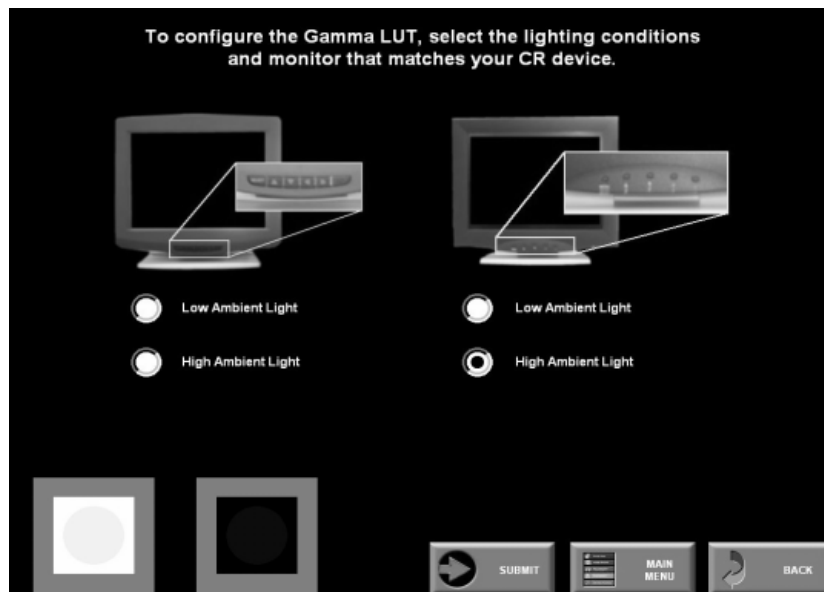 To configure the Gamma LUT, select the lighting conditions
and monitor that matches your CR device.
Low Ambient Light
Low Ambient Light
High Ambient Light
High Ambient Light
SUBMIT
MAIN
MENU
BACK